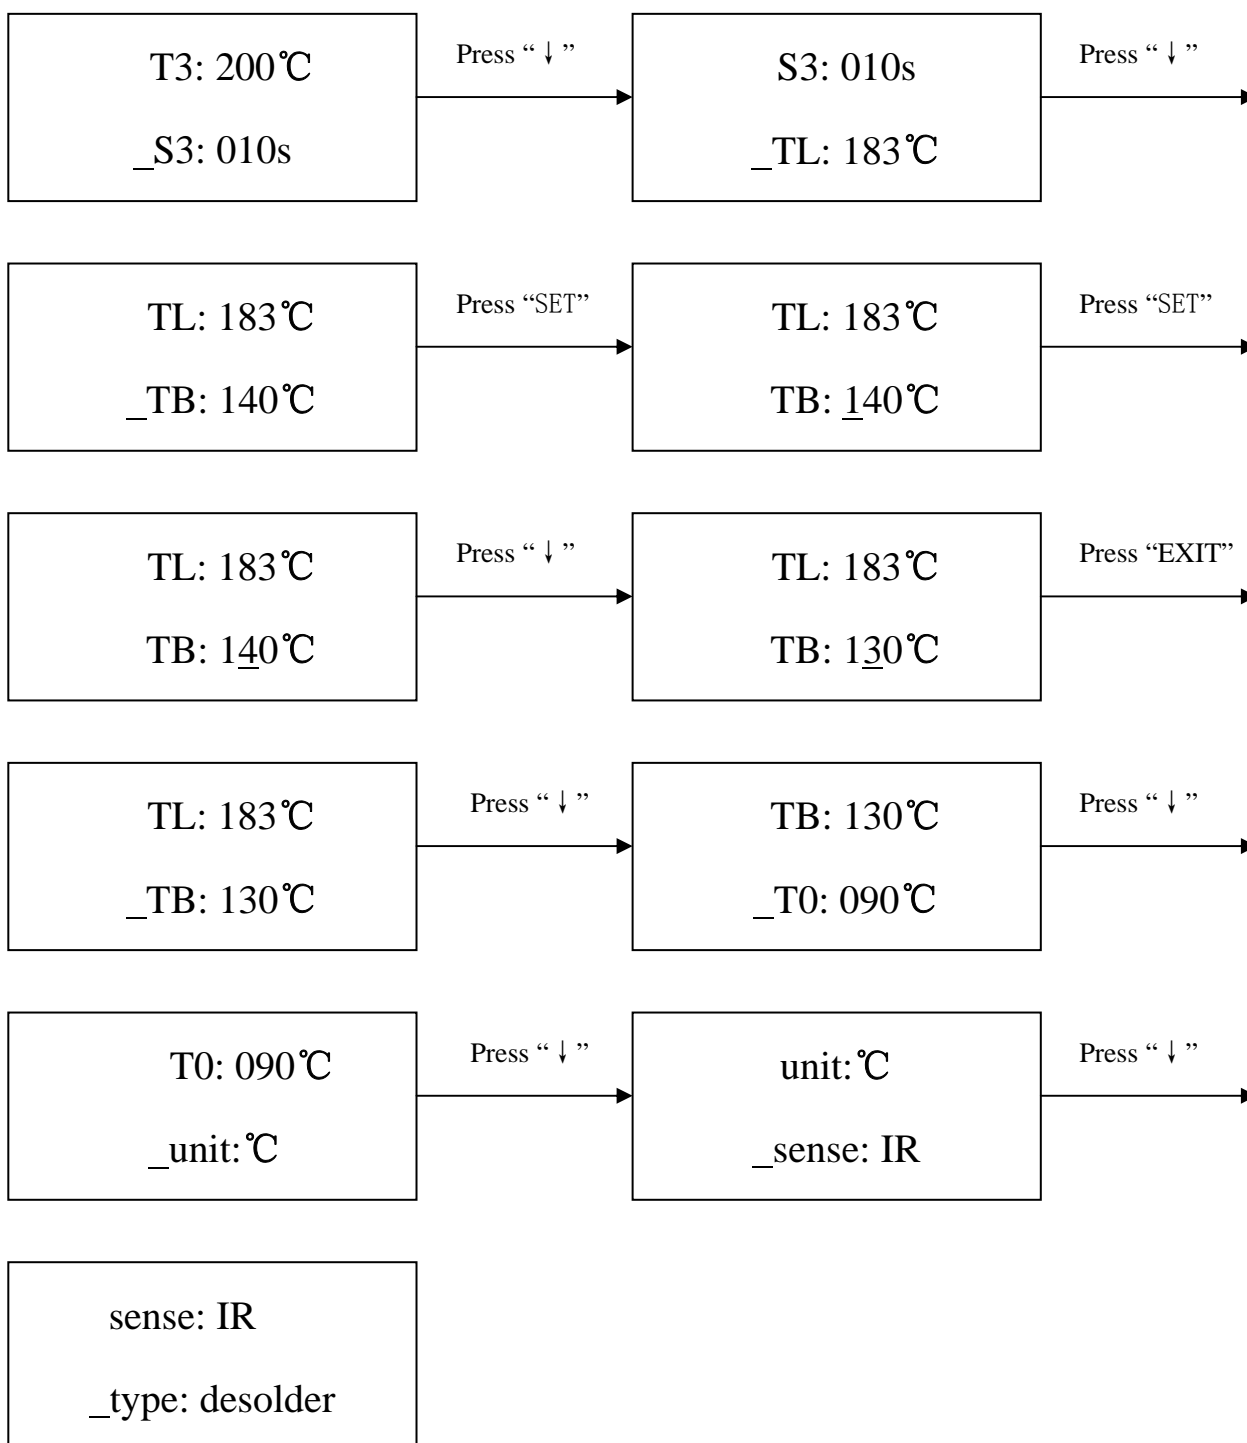 T3: 200℃
_S3: 010s
Press “↓”
S3: 010s
_TL: 183℃
Press “↓”
TL: 183℃
_TB: 140℃
Press “SET”
TL: 183℃
TB: 140℃
Press “SET”
TL: 183℃
TB: 140℃
Press “↓”
TL: 183℃
TB: 130℃
Press “EXIT”
TL: 183℃
_TB: 130℃
Press “↓”
TB: 130℃
_T0: 090℃
Press “↓”
T0: 090℃
_unit:℃
Press “↓”
unit:℃
_sense: IR
Press “↓”
sense: IR
_type: desolder